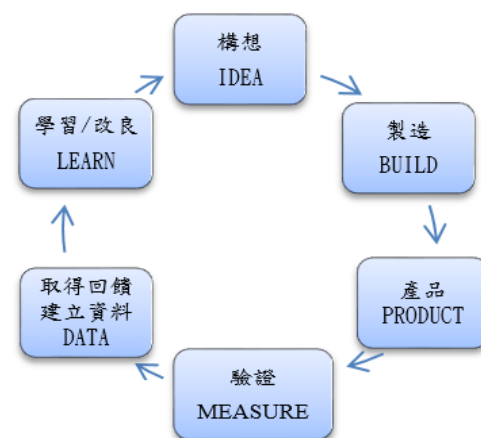 構想
IDEA
製造
BUILD
產品
PRODUCT
驗證
MEASURE
取得回饋
建立資料
DATA
學習/改良
LEARN